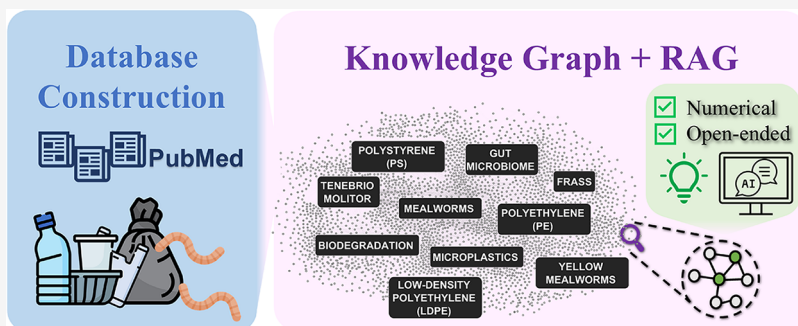 Database
Construction
PubMed
Knowledge Graph + RAG
Numerical
Open-ended
AI
POLYSTYRENE
(PS)
GUT
MICROBIOME
FRASS
TENEBRIO
MOLITOR
MEALWORMS
POLYETHYLENE
(PE)
BIODEGRADATION
MICROPLASTICS
YELLOW
MEALWORMS
LOW-DENSITY
POLYETHYLENE
(LDPE)